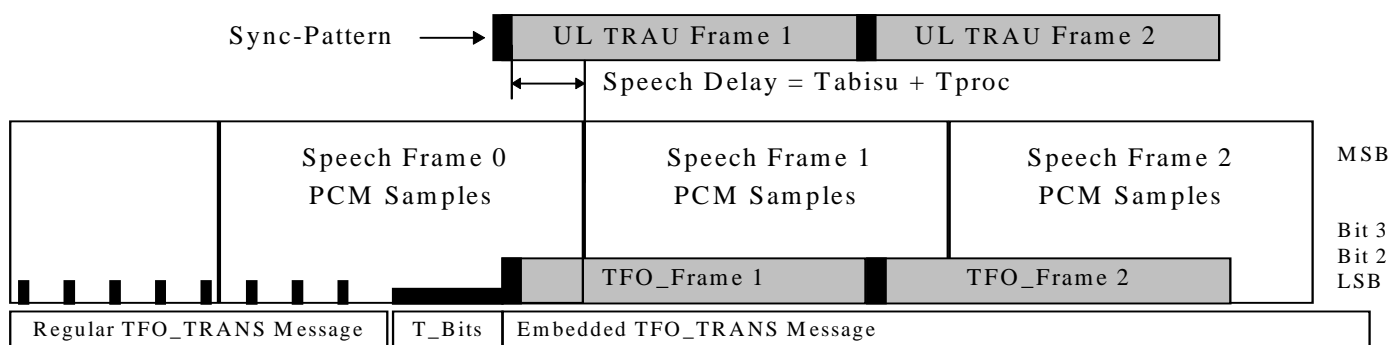 Sync-Pattern
UL TRAU Frame 1
UL TRAU Frame 2
Speech Delay = Tabisu + Tproc
Speech Frame 0
PCM Samples
Speech Frame 1
PCM Samples
Speech Frame 2
PCM Samples
MSB
Bit 3
Bit 2
LSB
TFO_Frame 1
TFO_Frame 2
Regular TFO_TRANS Message
T_Bits
Embedded TFO_TRANS Message